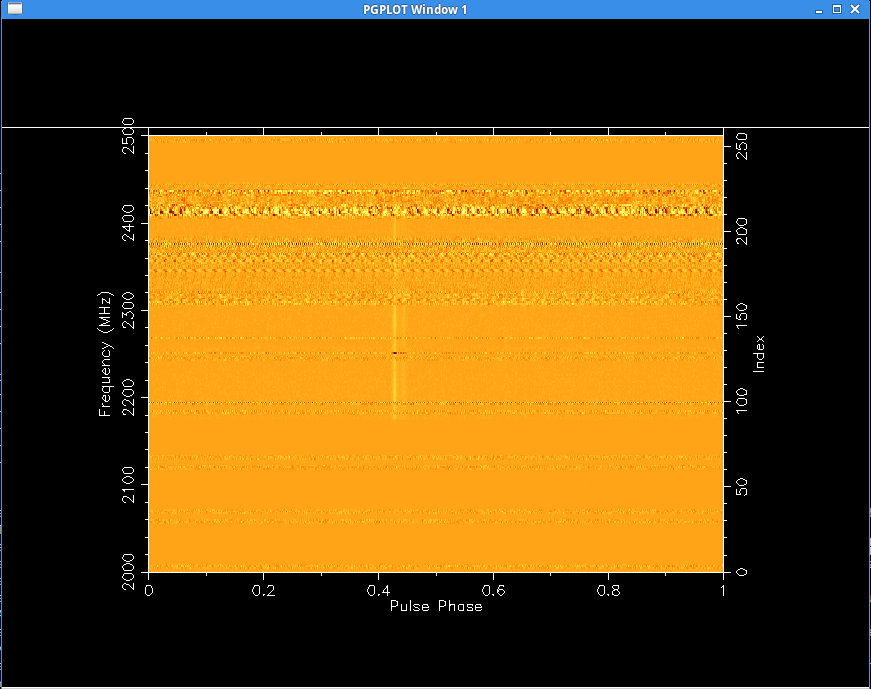 PGPLOT Window 1
2500
2400
2300
2200
2100
2000
Frequency (MHz)
250
200
150
100
50
0
Index
0 0.2 0.4 0.6 0.8 1
Pulse Phase